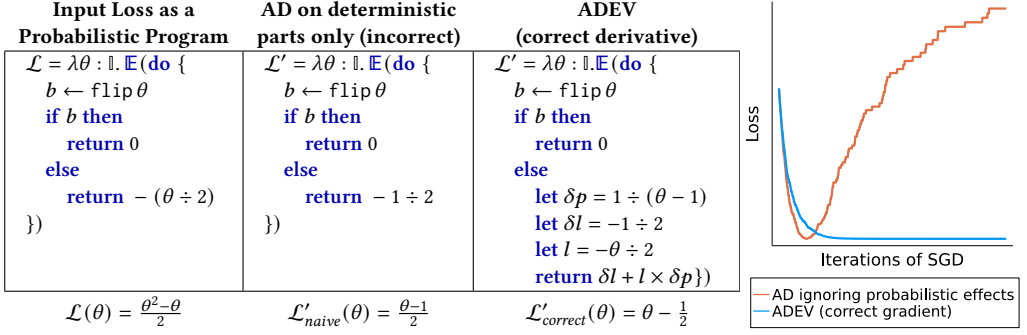 Input Loss as a
Probabilistic Program
ℒ = λθ : 𝕀. 𝔼(do {
b ← flip θ
if b then
return 0
else
return − (θ ÷ 2)
})
ℒ(θ) = (θ² − θ)/2
AD on deterministic
parts only (incorrect)
ℒ′ = λθ : 𝕀. 𝔼(do {
b ← flip θ
if b then
return 0
else
return − 1 ÷ 2
})
ℒ′naive(θ) = (θ−1)/2
ADEV
(correct derivative)
ℒ′ = λθ : 𝕀.𝔼(do {
b ← flip θ
if b then
return 0
else
let δp = 1 ÷ (θ − 1)
let δl = −1 ÷ 2
let l = −θ ÷ 2
return δl + l × δp})
ℒ′correct(θ) = θ − 1/2
Loss
Iterations of SGD
AD ignoring probabilistic effects
ADEV (correct gradient)